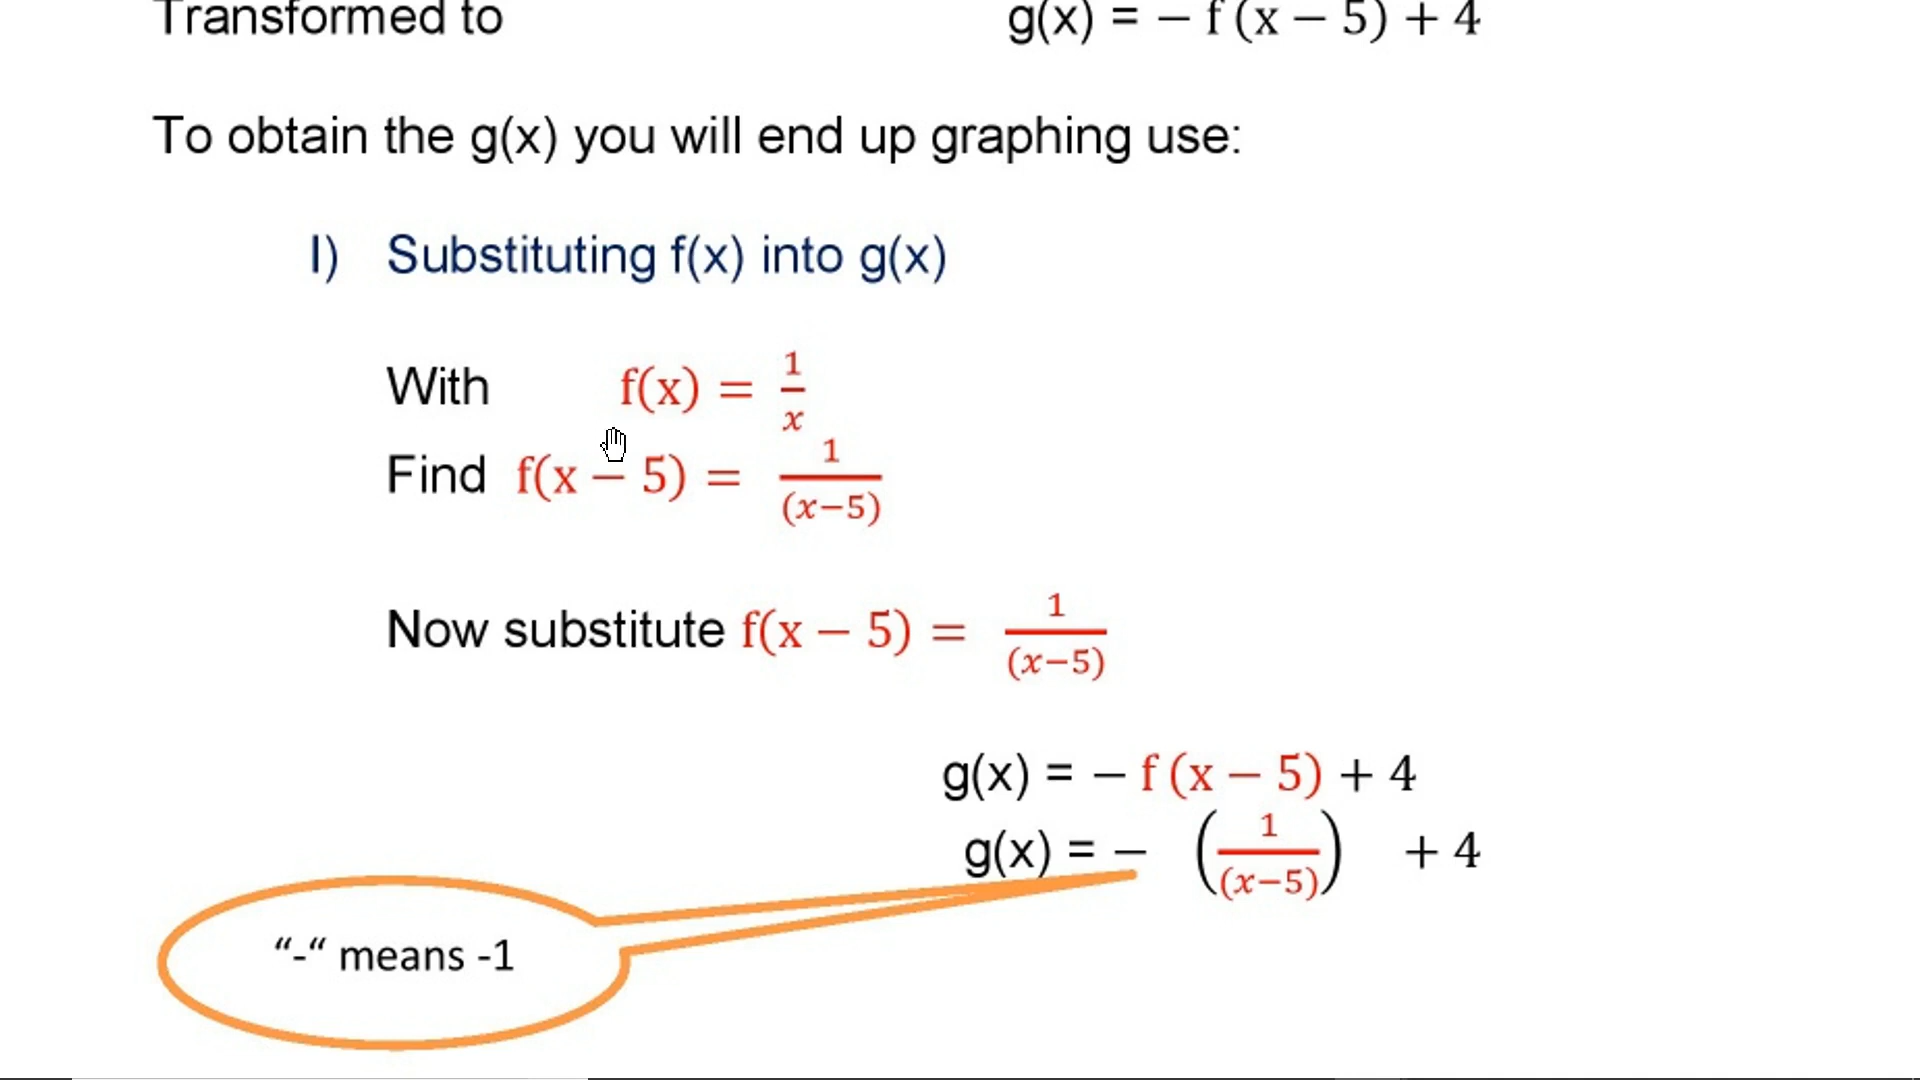 Transformed to g(x) = − f (x − 5) + 4
To obtain the g(x) you will end up graphing use:
I) Substituting f(x) into g(x)
With f(x) = 1/x
Find f(x − 5) = 1/(x−5)
Now substitute f(x − 5) = 1/(x−5)
g(x) = − f (x − 5) + 4
g(x) = − (1/(x−5)) + 4
“-“ means -1